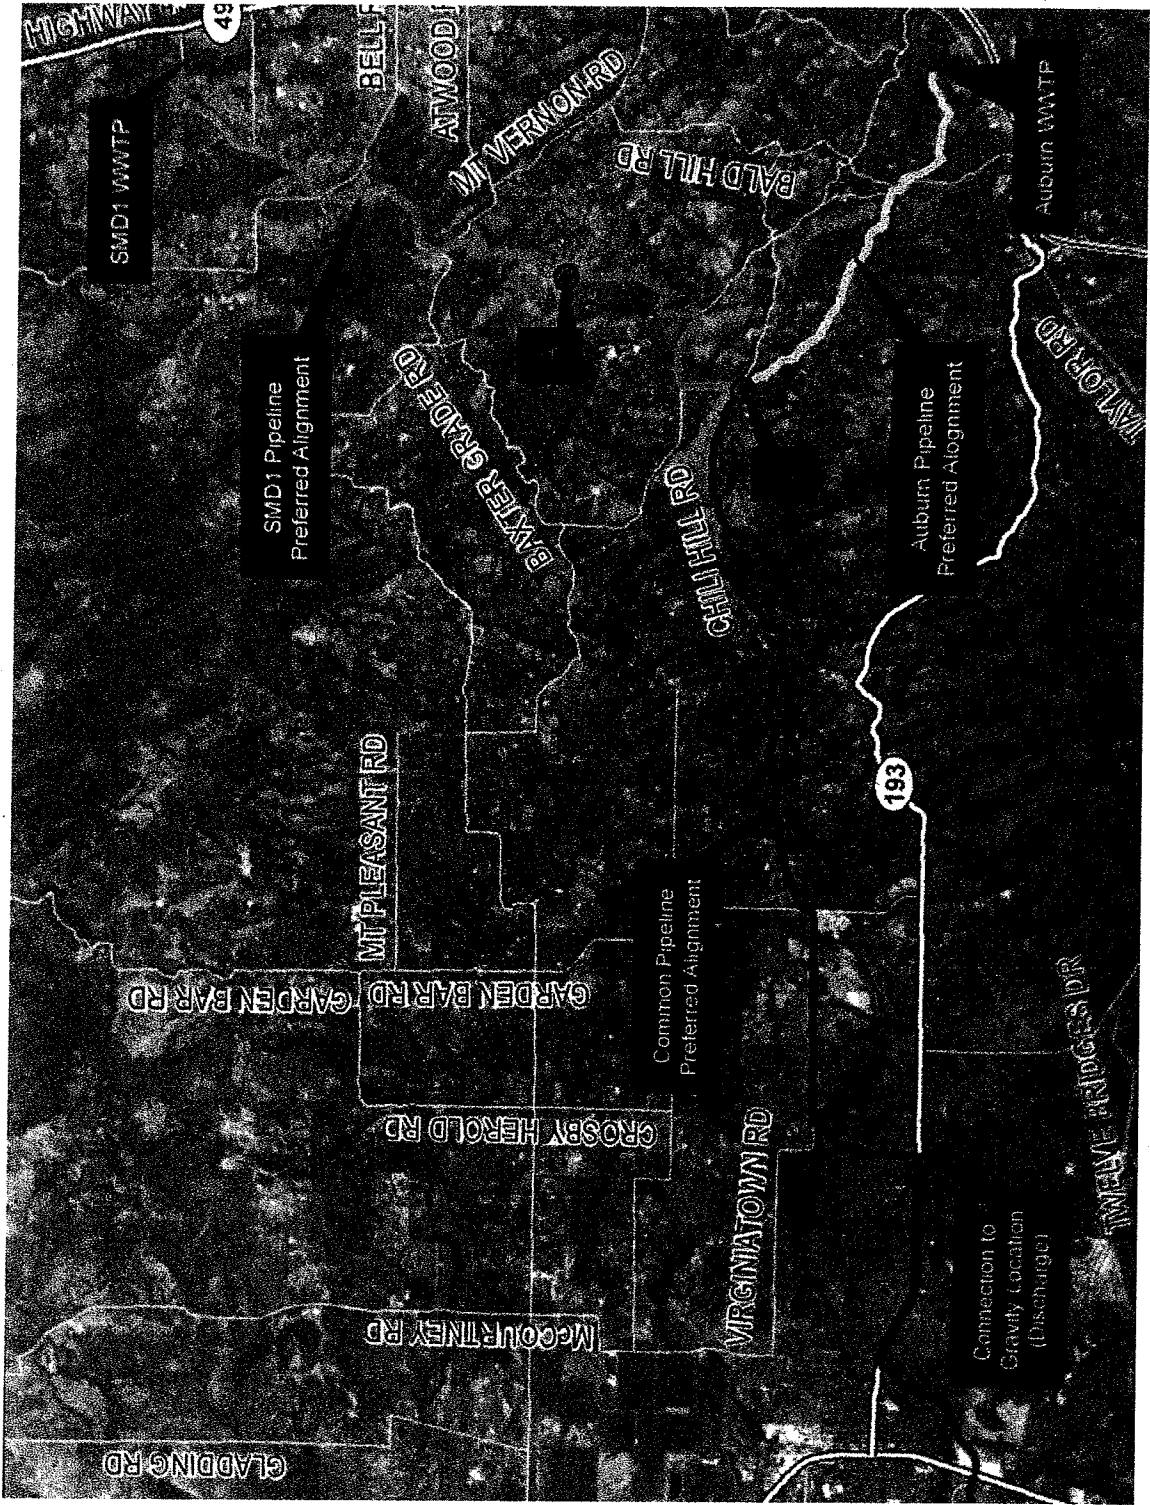 HIGHWAY
49
BELL R
ATWOOD R
SMD1 WWTP
MT VERNON RD
BALD HILL RD
Auburn WWTP
SMD1 Pipeline
Preferred Alignment
BAXTER GRADE RD
CHILI HILL RD
Auburn Pipeline
Preferred Alignment
TAYLOR RD
MT PLEASANT RD
193
GARDEN BAR RD
GARDEN BAR RD
GARDEN BAR RD
Common Pipeline
Preferred Alignment
CROSBY HEROLD RD
VIRGINIATOWN RD
TWELVE BRIDGES DR
McCOURTNEY RD
Connection to
Gravity Location
(Discharge)
GLADDING RD